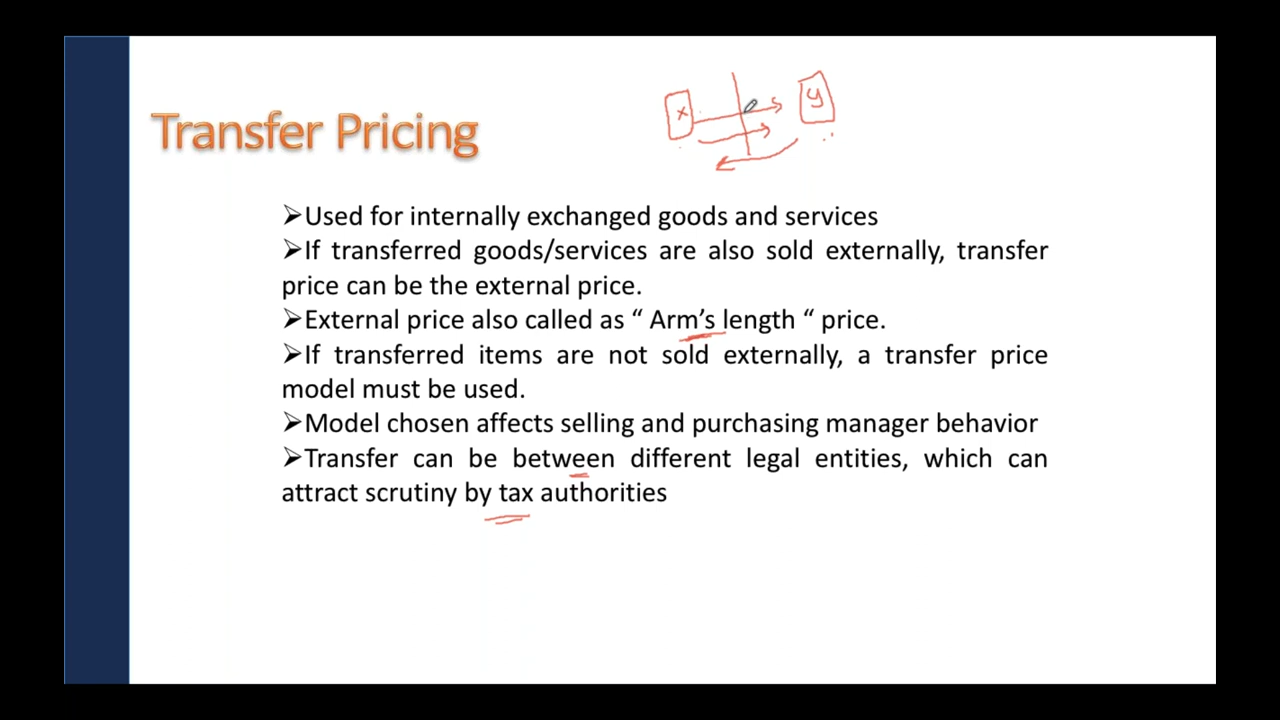 Transfer Pricing
x
y
➢Used for internally exchanged goods and services
➢If transferred goods/services are also sold externally, transfer
price can be the external price.
➢External price also called as “ Arm’s length “ price.
➢If transferred items are not sold externally, a transfer price
model must be used.
➢Model chosen affects selling and purchasing manager behavior
➢Transfer can be between different legal entities, which can
attract scrutiny by tax authorities